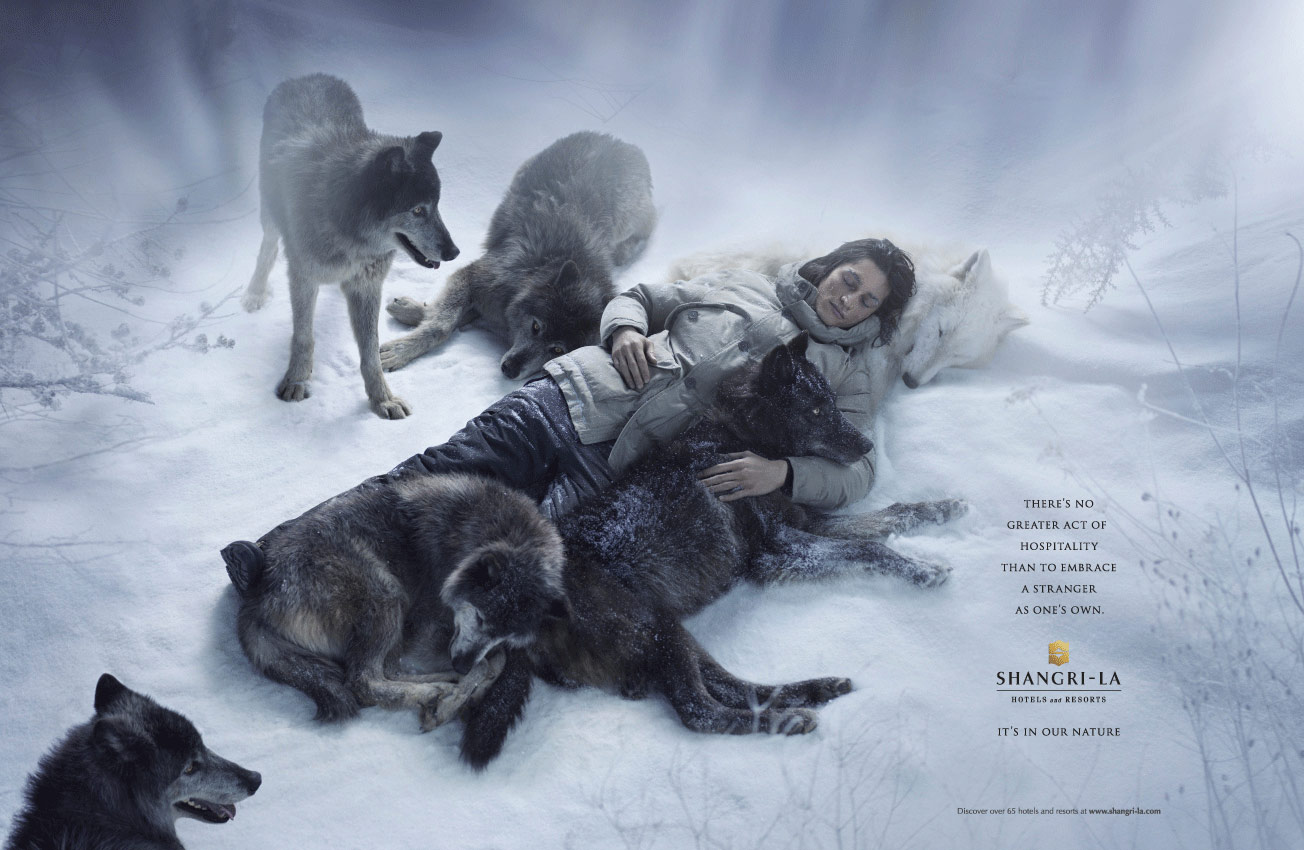 THERE'S NO
GREATER ACT OF
HOSPITALITY
THAN TO EMBRACE
A STRANGER
AS ONE'S OWN.
SHANGRI-LA
HOTELS and RESORTS
IT'S IN OUR NATURE
Discover over 65 hotels and resorts at www.shangri-la.com